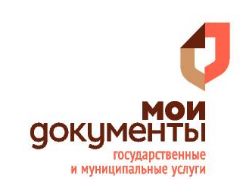 мои
документы
государственные
и муниципальные услуги